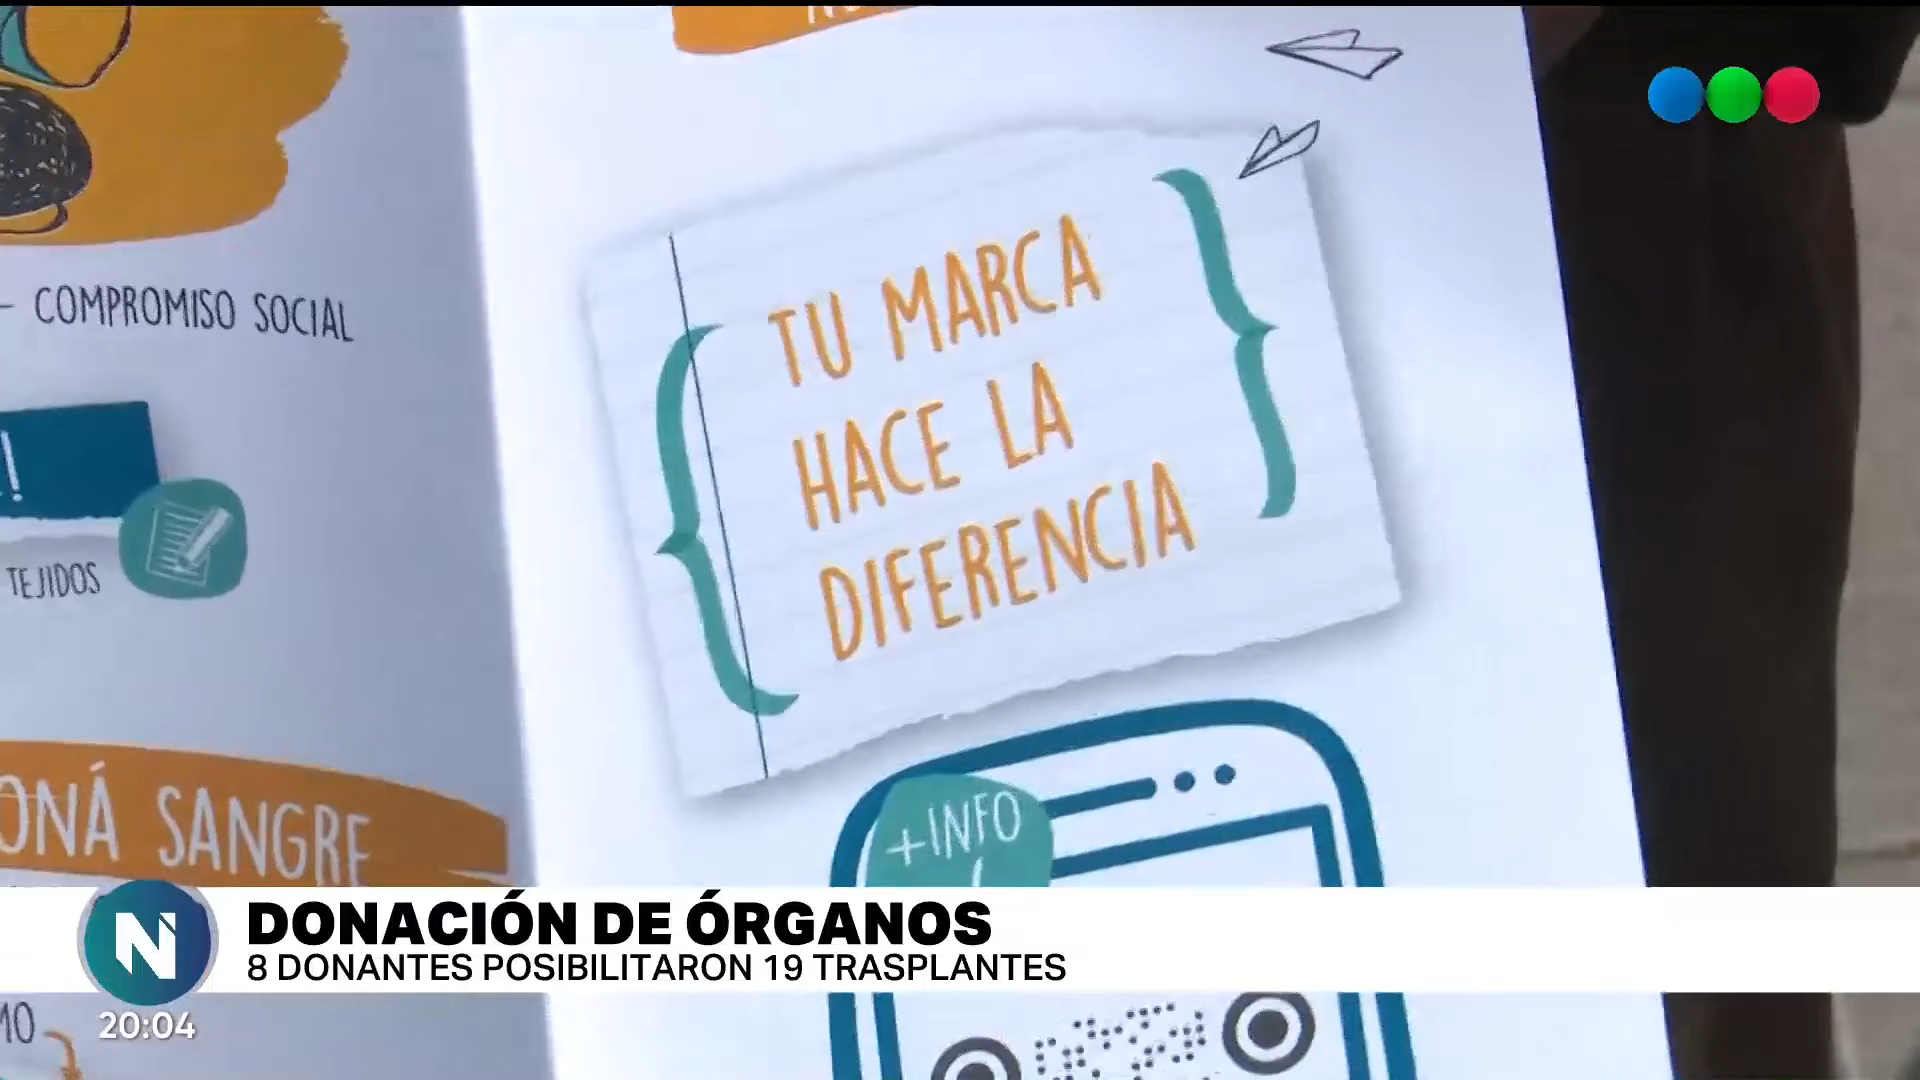 COMPROMISO SOCIAL
!
TEJIDOS
SANGRE
TU MARCA
HACE LA
DIFERENCIA
+INFO
N
DONACIÓN DE ÓRGANOS
8 DONANTES POSIBILITARON 19 TRASPLANTES
20:04